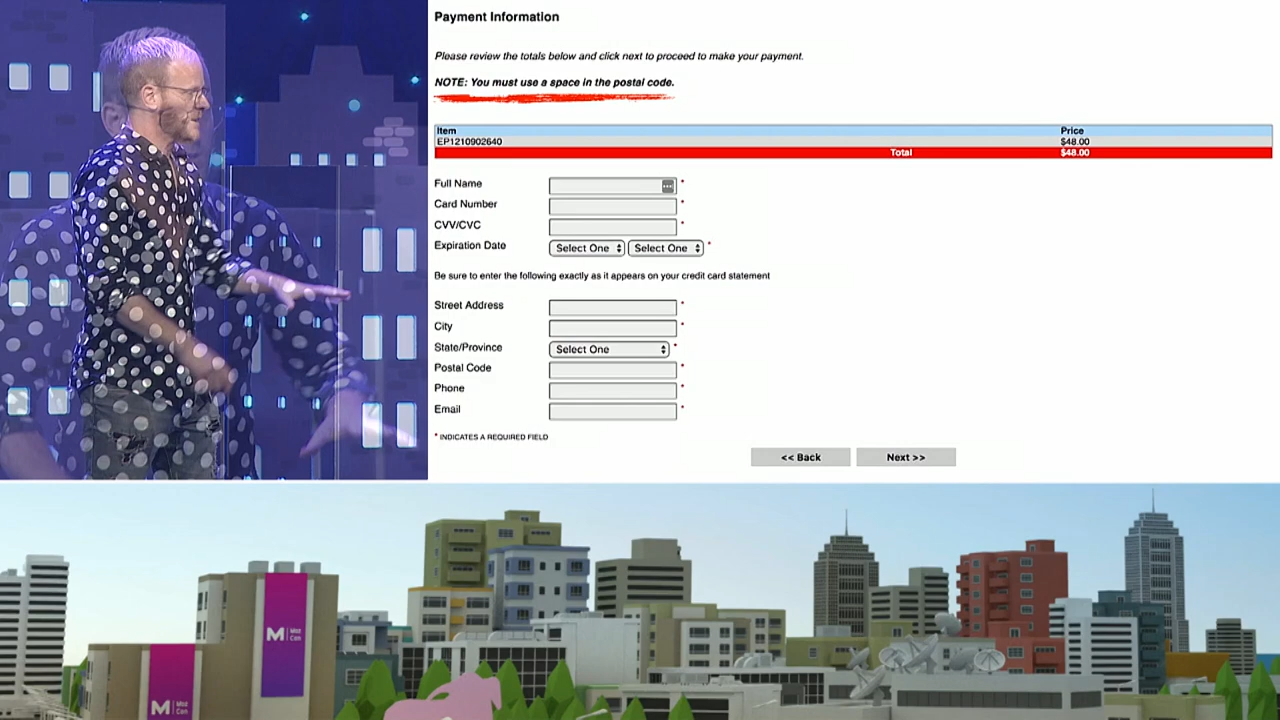 Payment Information
Please review the totals below and click next to proceed to make your payment.
NOTE: You must use a space in the postal code.
Item Price
EP1210902640 $48.00
Total $48.00
Full Name *
Card Number *
CVV/CVC *
Expiration Date Select One Select One *
Be sure to enter the following exactly as it appears on your credit card statement
Street Address *
City *
State/Province Select One *
Postal Code *
Phone *
Email *
* INDICATES A REQUIRED FIELD
<< Back Next >>
M Moz Con
M Moz Con